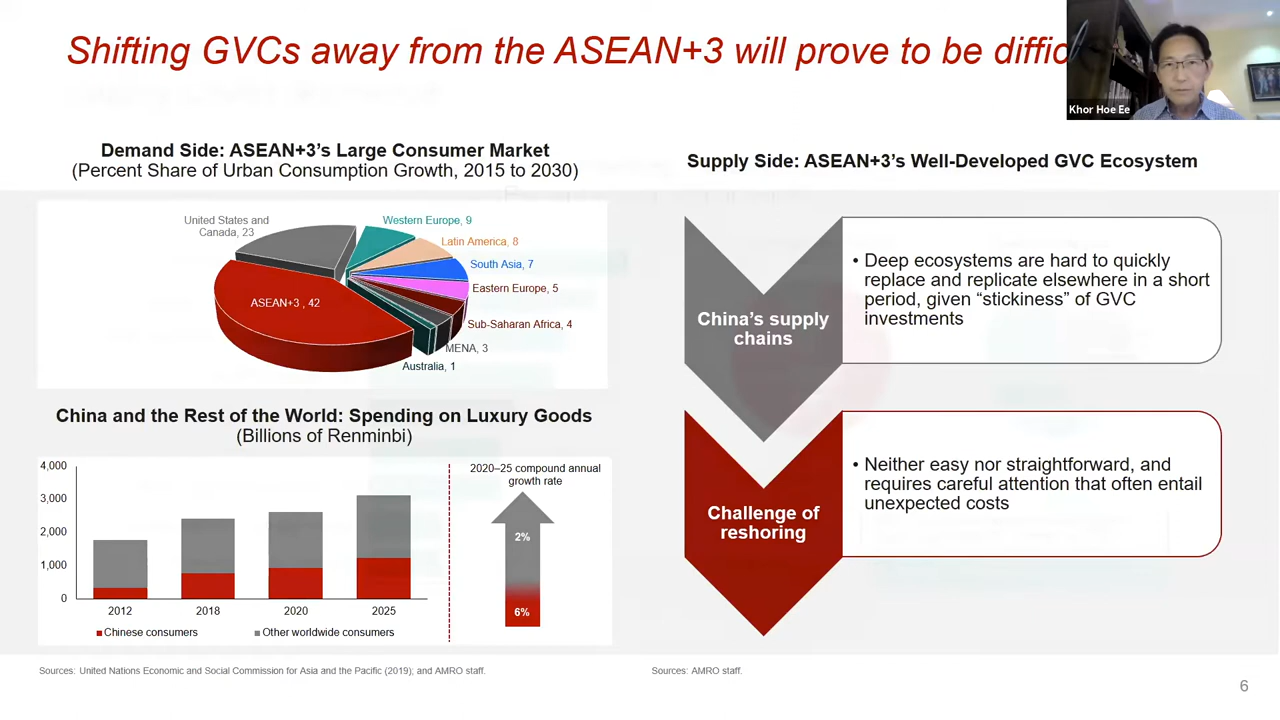 Shifting GVCs away from the ASEAN+3 will prove to be
Khor Hoe Ee
Demand Side: ASEAN+3's Large Consumer Market
(Percent Share of Urban Consumption Growth, 2015 to 2030)
United States and
Canada, 23
Western Europe, 9
Latin America, 8
South Asia, 7
Eastern Europe, 5
Sub-Saharan Africa, 4
MENA, 3
Australia, 1
ASEAN+3 , 42
China and the Rest of the World: Spending on Luxury Goods
(Billions of Renminbi)
4,000
3,000
2,000
1,000
0
2012
2018
2020
2025
Chinese consumers
Other worldwide consumers
2020–25 compound annual
growth rate
2%
6%
Sources: United Nations Economic and Social Commission for Asia and the Pacific (2019); and AMRO staff.
Supply Side: ASEAN+3's Well-Developed GVC Ecosystem
China's supply
chains
• Deep ecosystems are hard to quickly
replace and replicate elsewhere in a short
period, given “stickiness” of GVC
investments
Challenge of
reshoring
• Neither easy nor straightforward, and
requires careful attention that often entail
unexpected costs
Sources: AMRO staff.
6